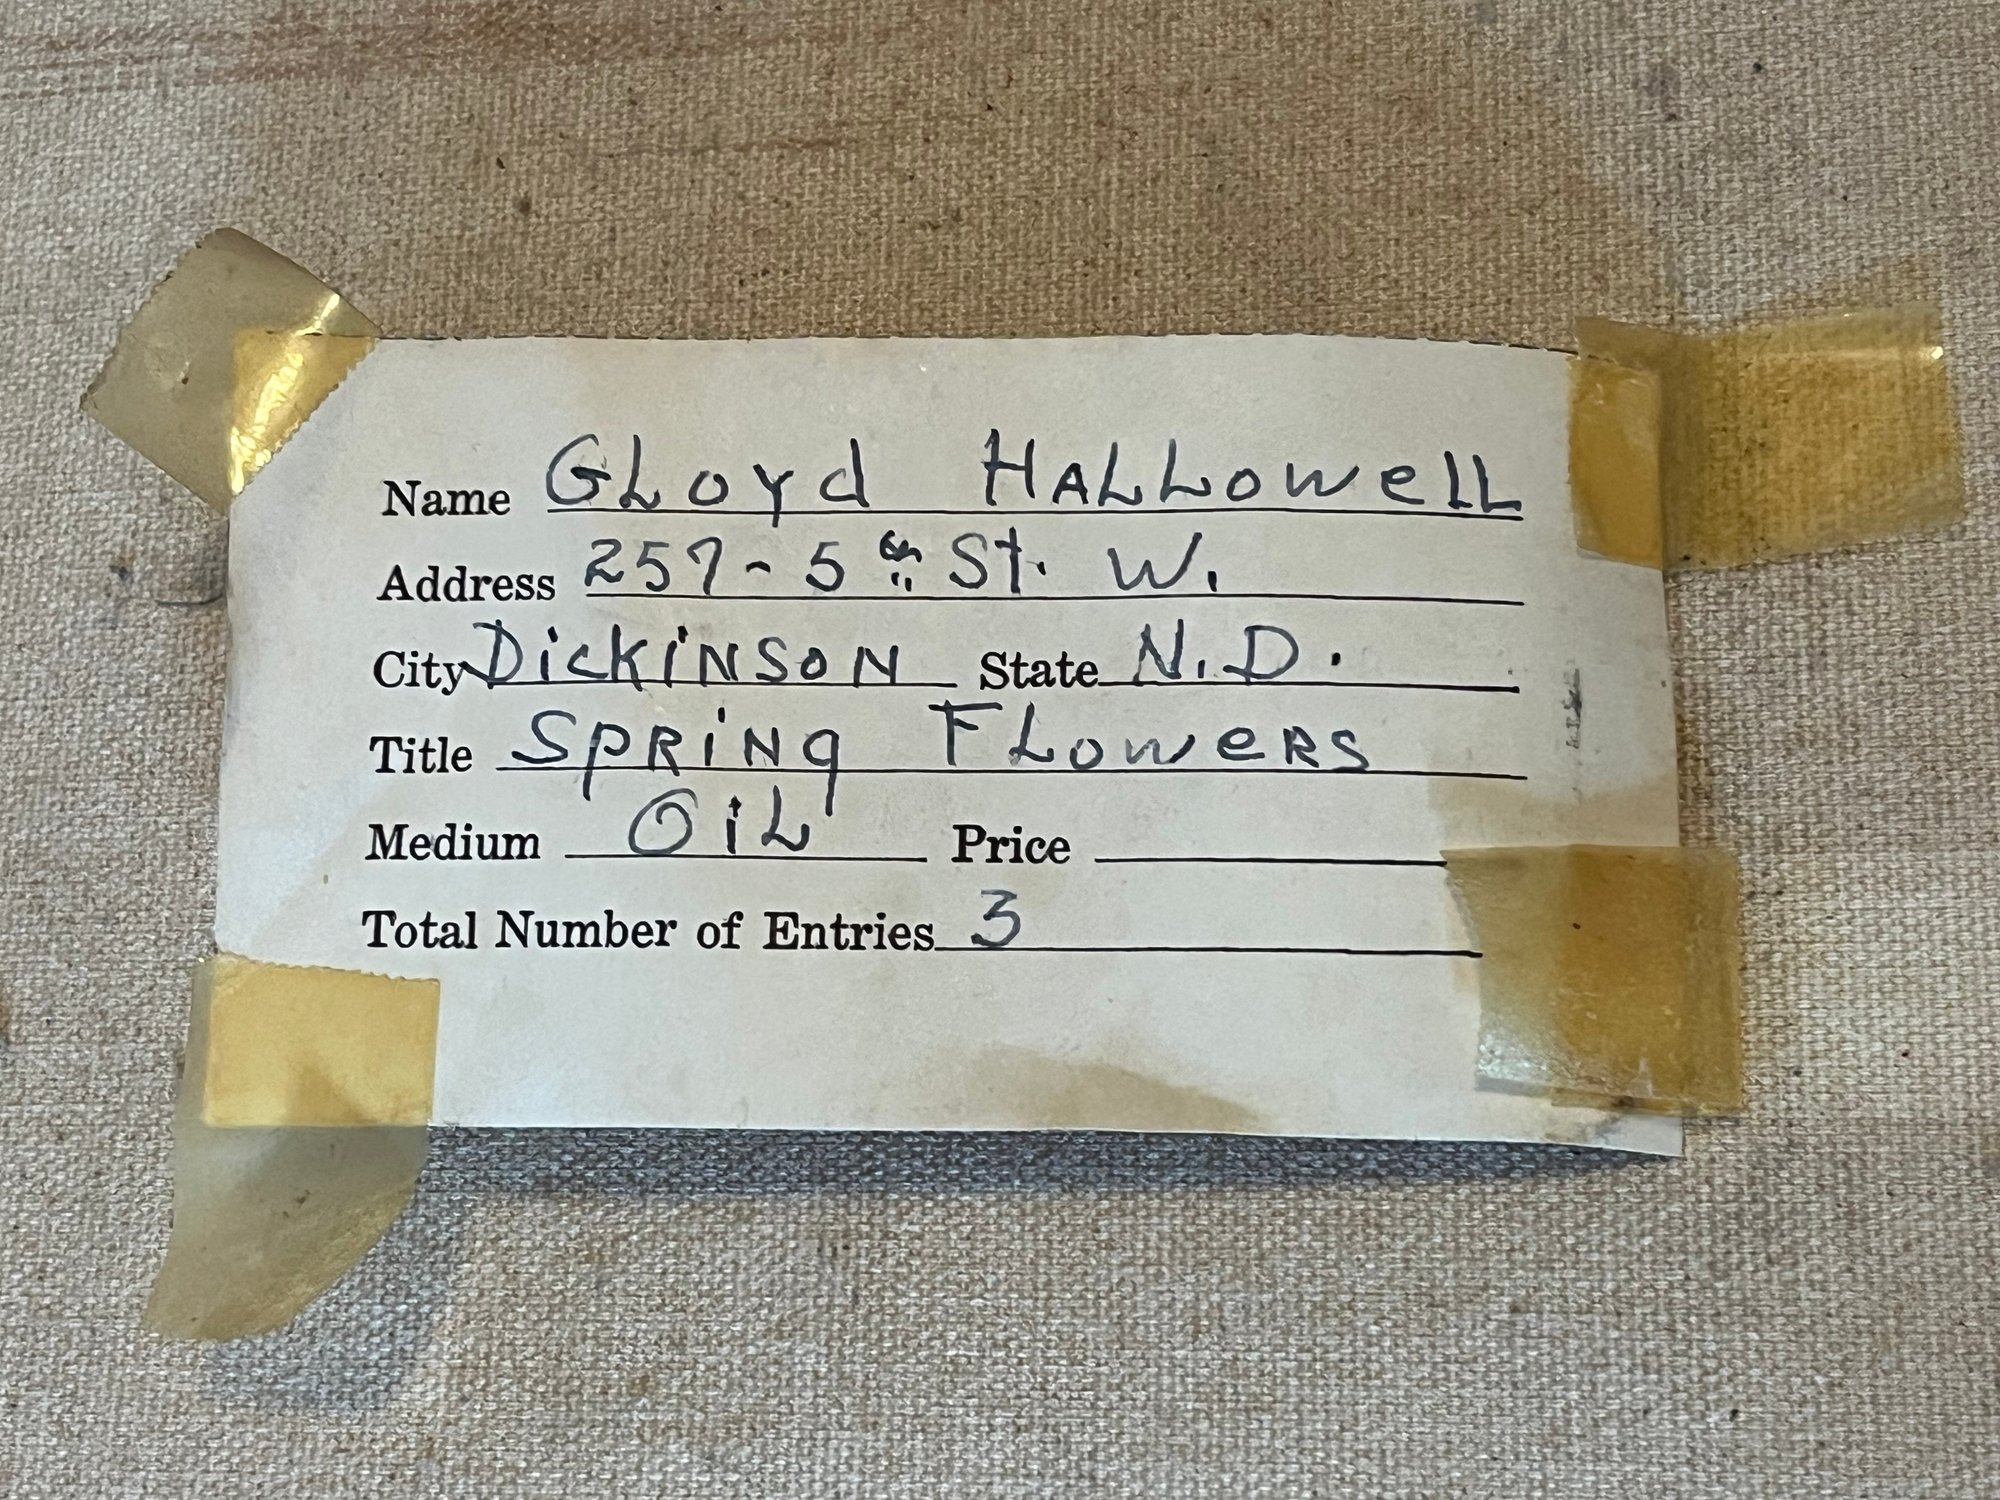 Name GLoyd HALLowell
Address 257 - 5th St. W.
City DickiNSON State N.D.
Title SpRiNg FLoweRS
Medium OiL Price
Total Number of Entries 3